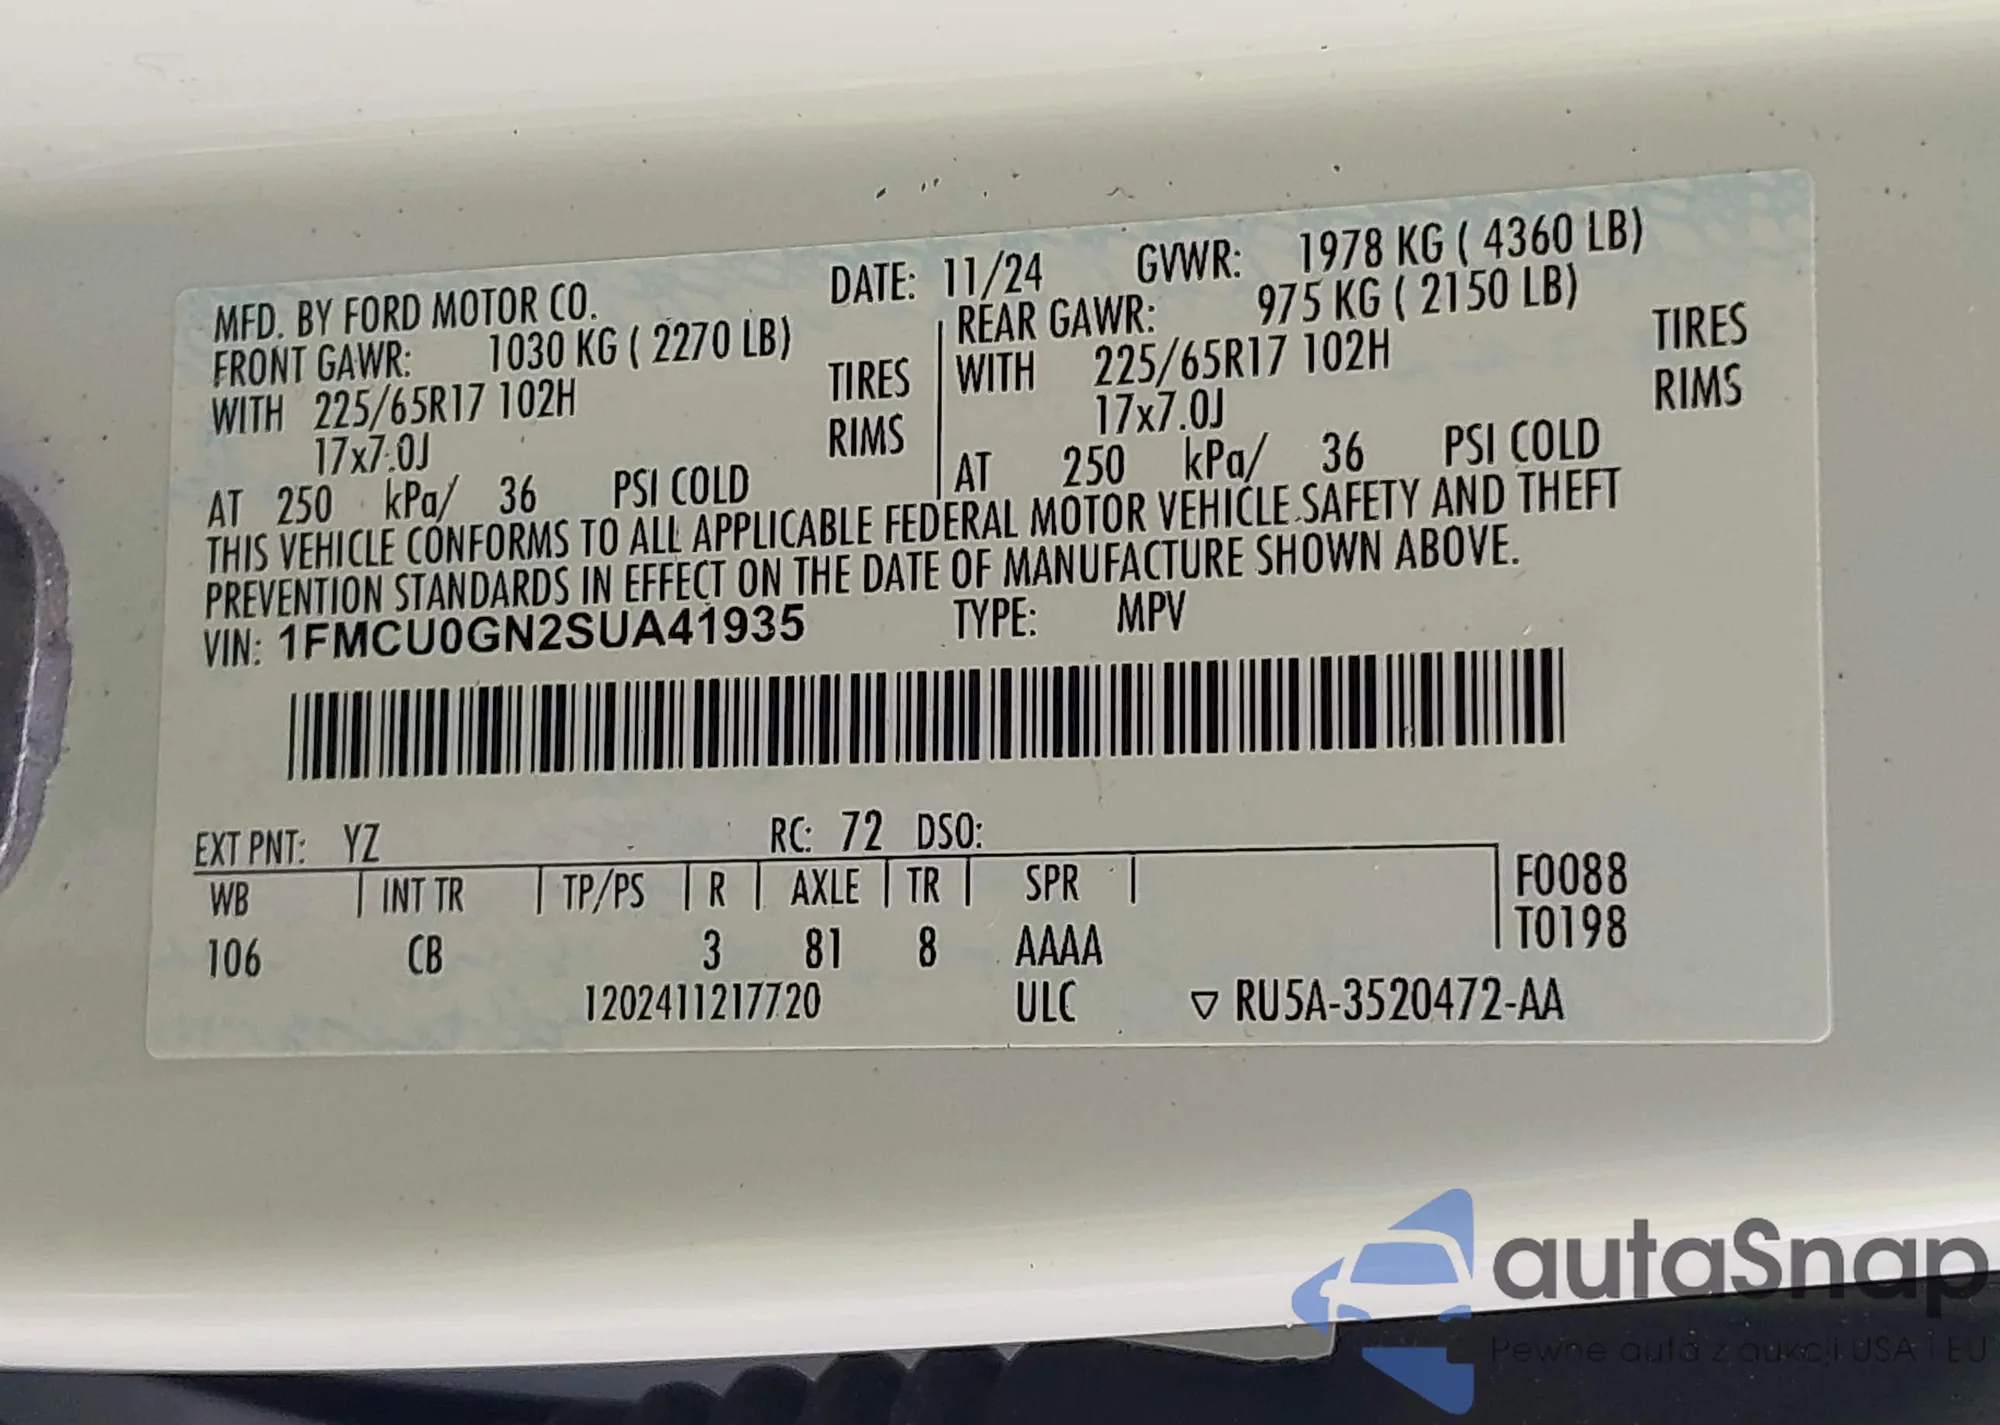 MFD. BY FORD MOTOR CO. DATE: 11/24 GVWR: 1978 KG ( 4360 LB)
FRONT GAWR: 1030 KG ( 2270 LB) REAR GAWR: 975 KG ( 2150 LB)
WITH 225/65R17 102H TIRES WITH 225/65R17 102H TIRES
17x7.0J RIMS 17x7.0J RIMS
AT 250 kPa/ 36 PSI COLD AT 250 kPa/ 36 PSI COLD
THIS VEHICLE CONFORMS TO ALL APPLICABLE FEDERAL MOTOR VEHICLE SAFETY AND THEFT
PREVENTION STANDARDS IN EFFECT ON THE DATE OF MANUFACTURE SHOWN ABOVE.
VIN: 1FMCU0GN2SUA41935 TYPE: MPV
EXT PNT: YZ RC: 72 DSO:
WB INT TR TP/PS R AXLE TR SPR F0088
T0198
106 CB 3 81 8 AAAA
1202411217720 ULC ▽ RU5A-3520472-AA
autaSnap
Pewne auta z aukcji USA i EU